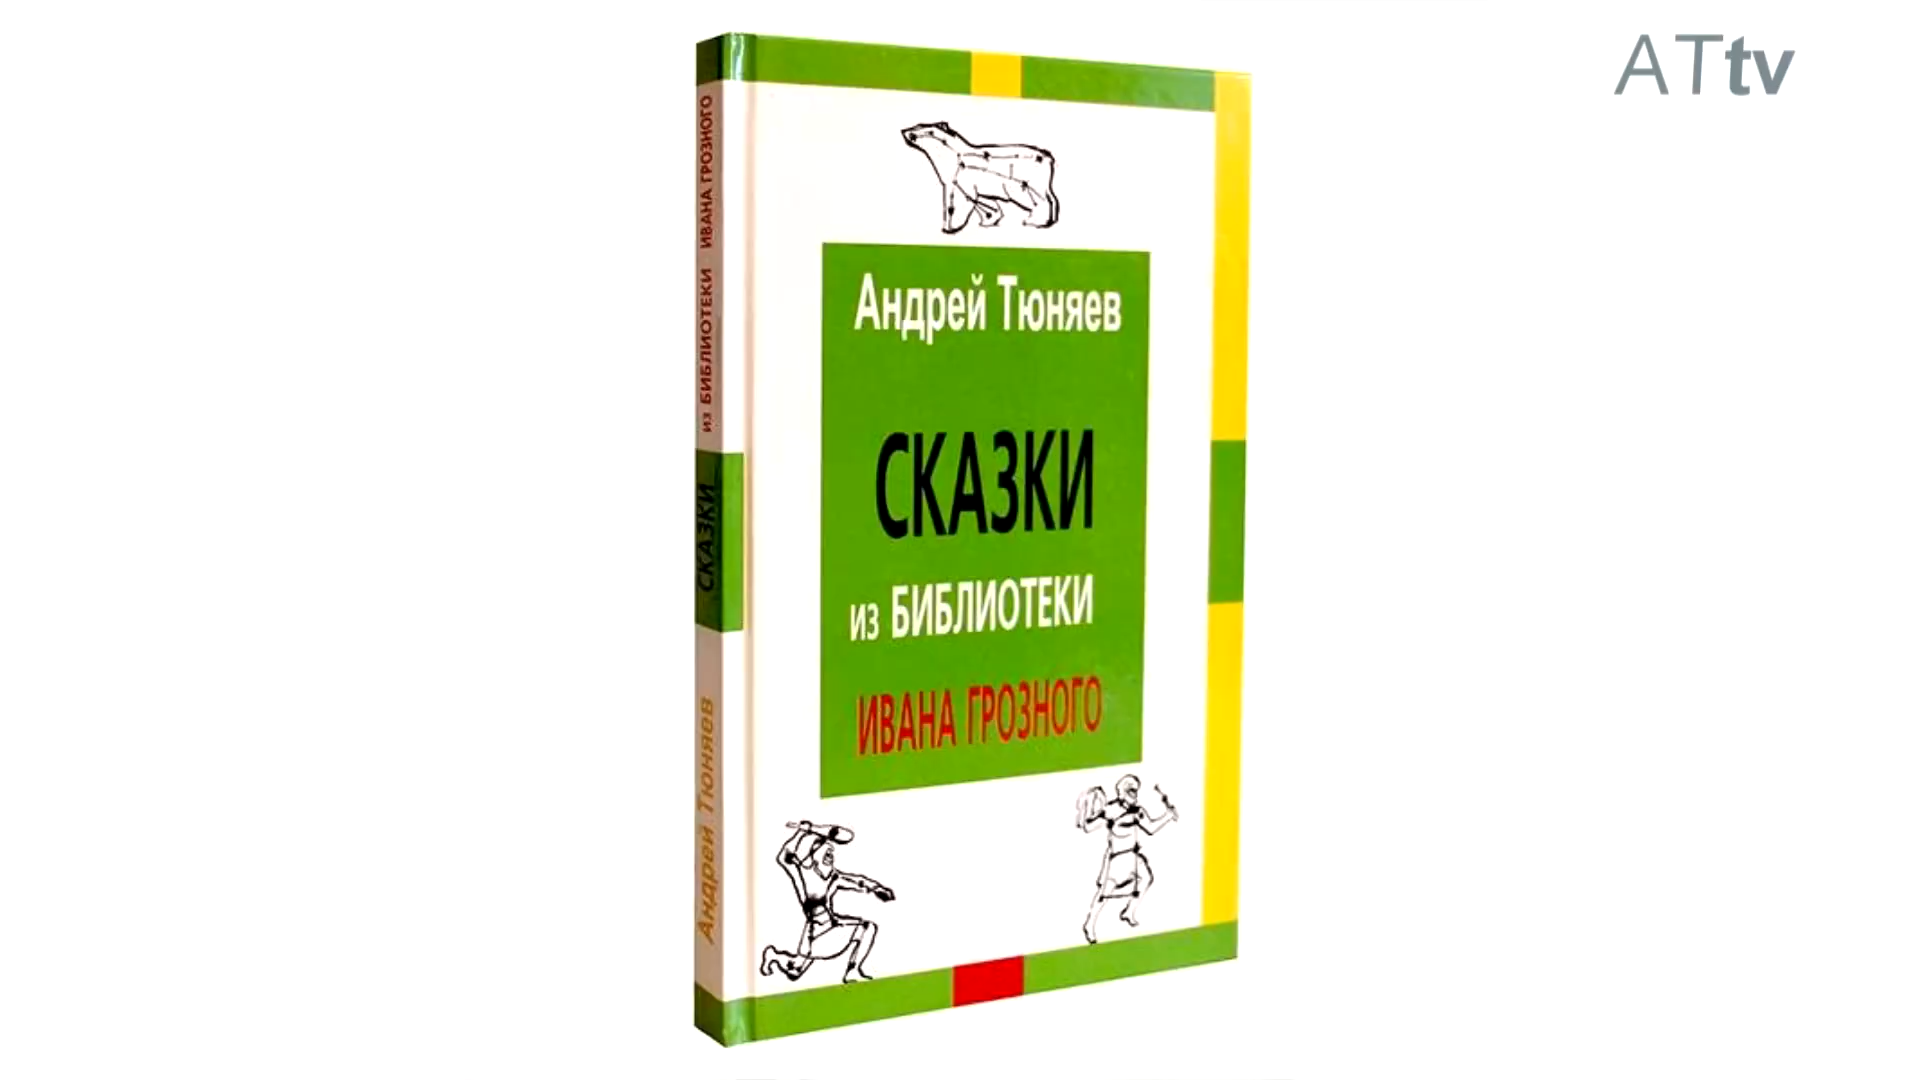 ATtv
Андрей Тюняев
СКАЗКИ
из БИБЛИОТЕКИ
ИВАНА ГРОЗНОГО
Андрей Тюняев СКАЗКИ из БИБЛИОТЕКИ ИВАНА ГРОЗНОГО